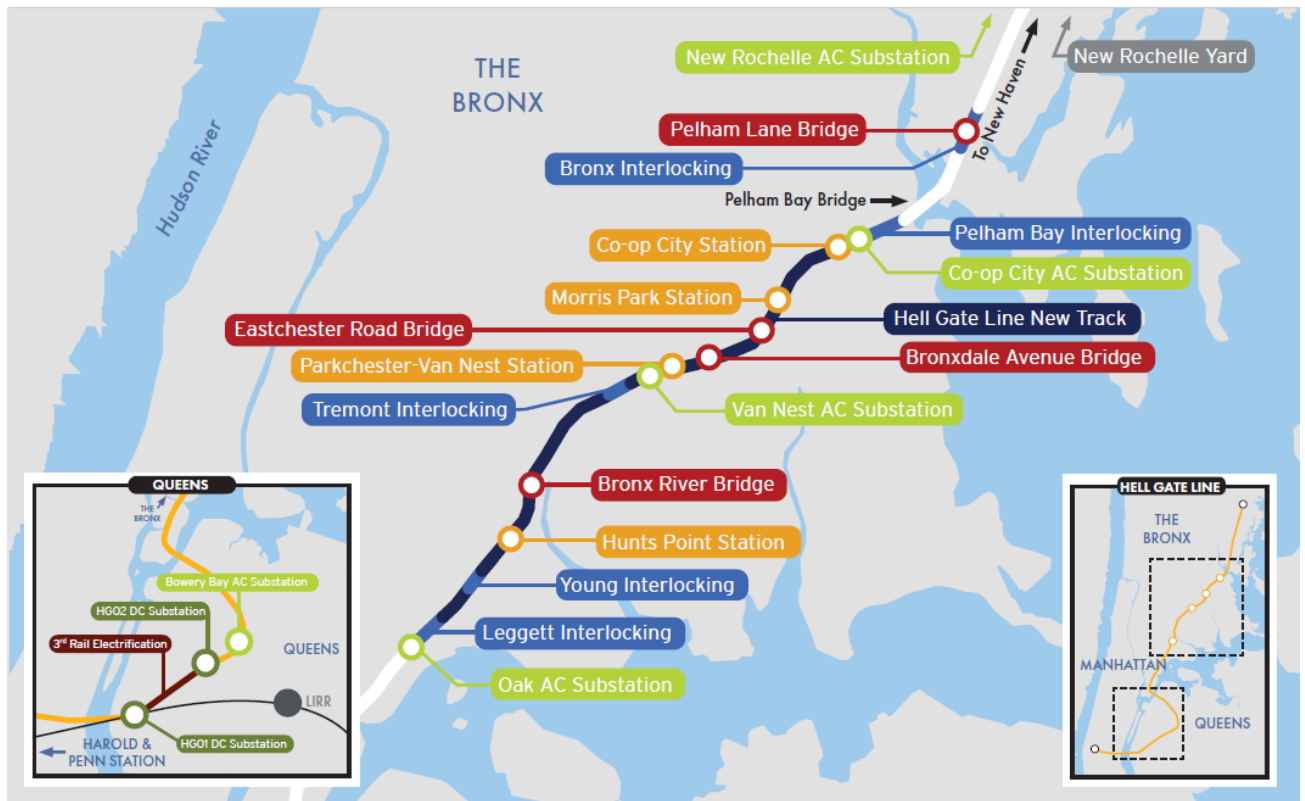 THE
BRONX
Hudson River
New Rochelle AC Substation
New Rochelle Yard
To New Haven
Pelham Lane Bridge
Bronx Interlocking
Pelham Bay Bridge
Co-op City Station
Pelham Bay Interlocking
Co-op City AC Substation
Morris Park Station
Hell Gate Line New Track
Eastchester Road Bridge
Bronxdale Avenue Bridge
Parkchester-Van Nest Station
Tremont Interlocking
Van Nest AC Substation
Bronx River Bridge
Hunts Point Station
Young Interlocking
Leggett Interlocking
Oak AC Substation
QUEENS
THE
BRONX
Bowery Bay AC Substation
HG02 DC Substation
3rd Rail Electrification
QUEENS
LIRR
HG01 DC Substation
HAROLD &
PENN STATION
HELL GATE LINE
THE
BRONX
MANHATTAN
QUEENS